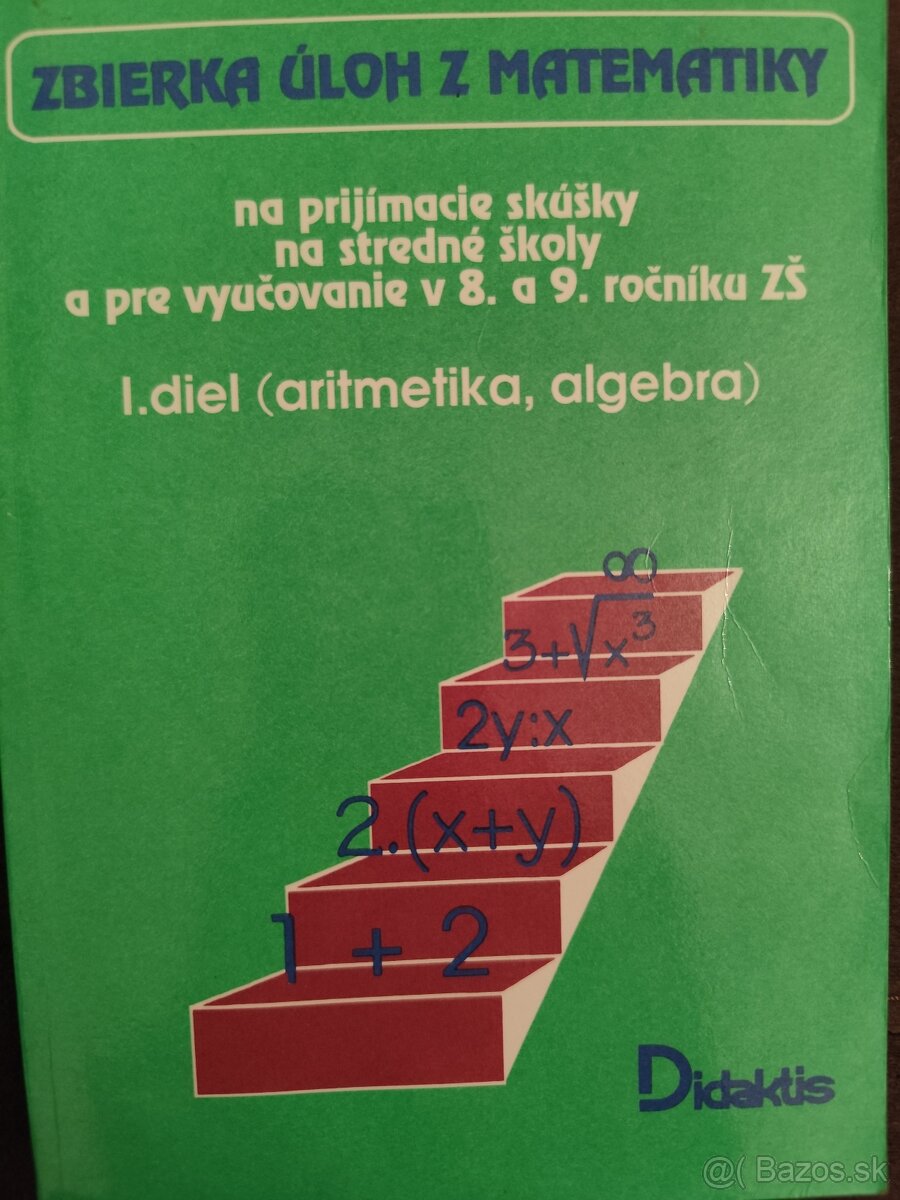 ZBIERKA ÚLOH Z MATEMATIKY
na prijímacie skúšky
na stredné školy
a pre vyučovanie v 8. a 9. ročníku ZŠ
I.diel (aritmetika, algebra)
∞
3+√x³
2y:x
2.(x+y)
1 + 2
Didaktis
@( Bazos.sk